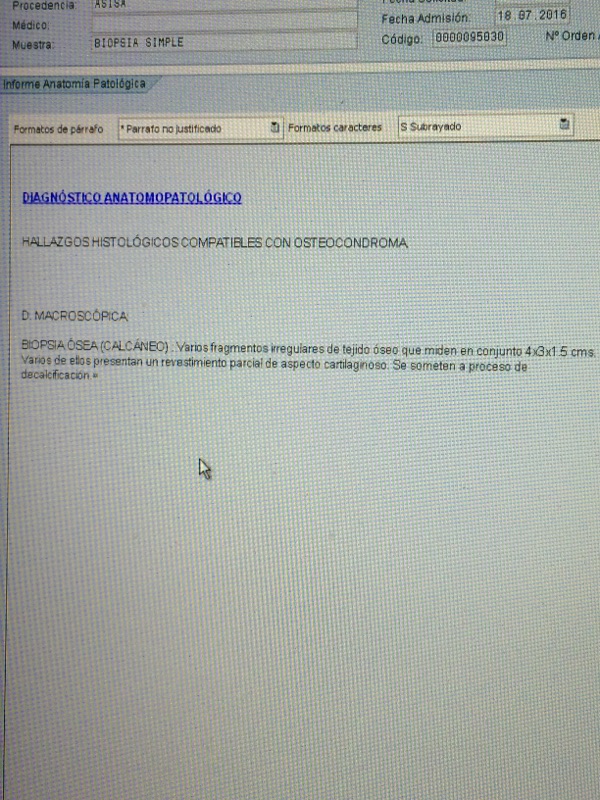 Procedencia: ASISA
Médico:
Fecha Admisión: 18.07.2016
Muestra: BIOPSIA SIMPLE
Código: 0000095030 Nº Orden
Informe Anatomía Patológica
Formatos de párrafo * Parrafo no justificado Formatos caracteres S Subrayado
DIAGNÓSTICO ANATOMOPATOLÓGICO
HALLAZGOS HISTOLÓGICOS COMPATIBLES CON OSTEOCONDROMA
D. MACROSCÓPICA
BIOPSIA ÓSEA (CALCÁNEO) : Varios fragmentos irregulares de tejido óseo que miden en conjunto 4x3x1.5 cms.
Varios de ellos presentan un revestimiento parcial de aspecto cartilaginoso. Se someten a proceso de
decalcificación =